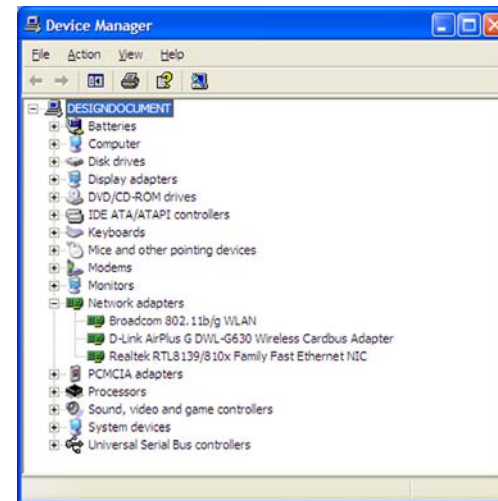 Device Manager
File Action View Help
DESIGNDOCUMENT
Batteries
Computer
Disk drives
Display adapters
DVD/CD-ROM drives
IDE ATA/ATAPI controllers
Keyboards
Mice and other pointing devices
Modems
Monitors
Network adapters
Broadcom 802.11b/g WLAN
D-Link AirPlus G DWL-G630 Wireless Cardbus Adapter
Realtek RTL8139/810x Family Fast Ethernet NIC
PCMCIA adapters
Processors
Sound, video and game controllers
System devices
Universal Serial Bus controllers